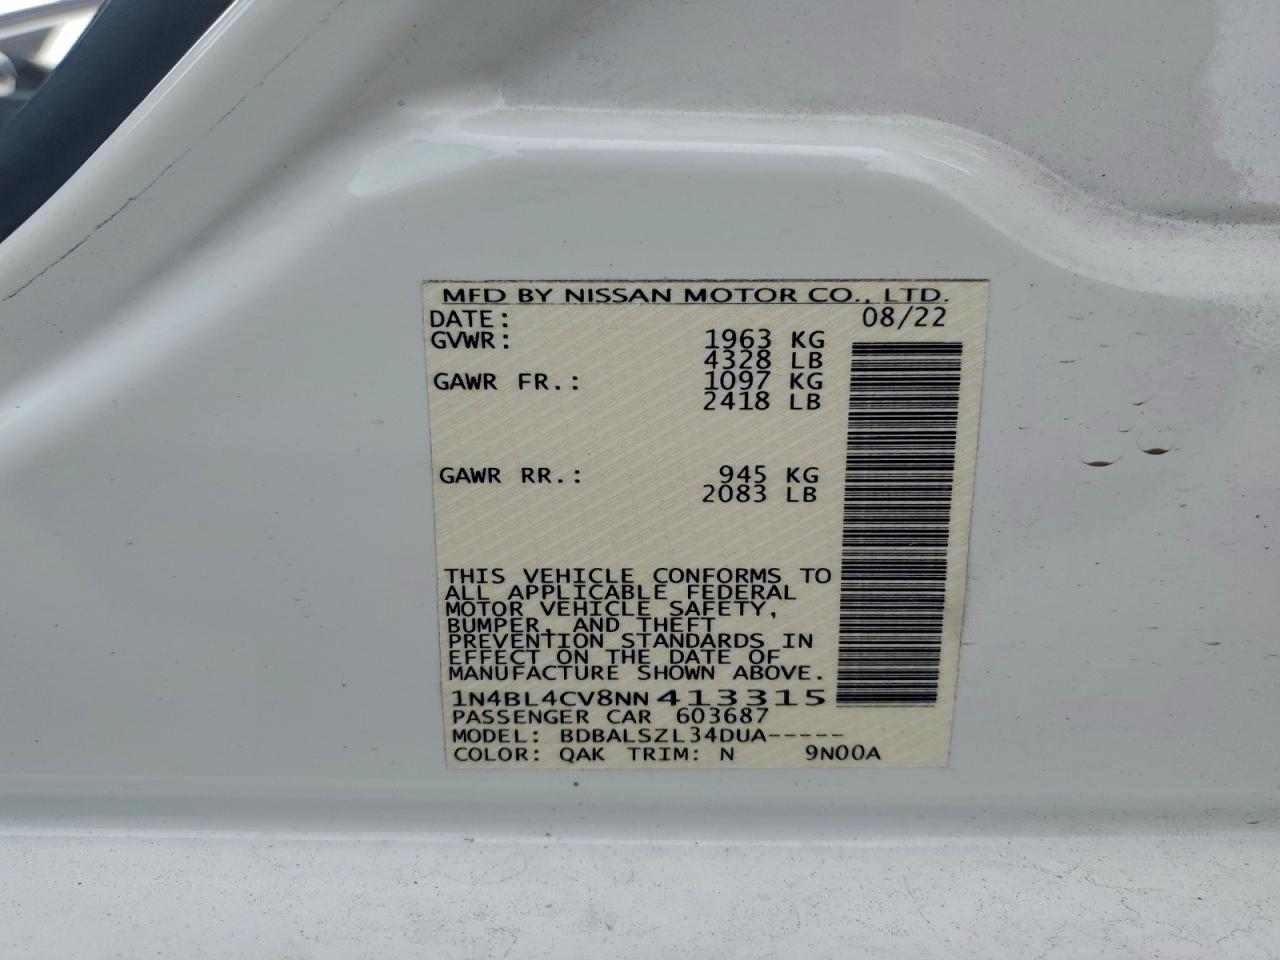 MFD BY NISSAN MOTOR CO., LTD.
DATE: 08/22
GVWR: 1963 KG
4328 LB
GAWR FR.: 1097 KG
2418 LB
GAWR RR.: 945 KG
2083 LB
THIS VEHICLE CONFORMS TO
ALL APPLICABLE FEDERAL
MOTOR VEHICLE SAFETY,
BUMPER, AND THEFT
PREVENTION STANDARDS IN
EFFECT ON THE DATE OF
MANUFACTURE SHOWN ABOVE.
1N4BL4CV8NN413315
PASSENGER CAR 603687
MODEL: BDBALSZL34DUA-----
COLOR: QAK TRIM: N 9N00A